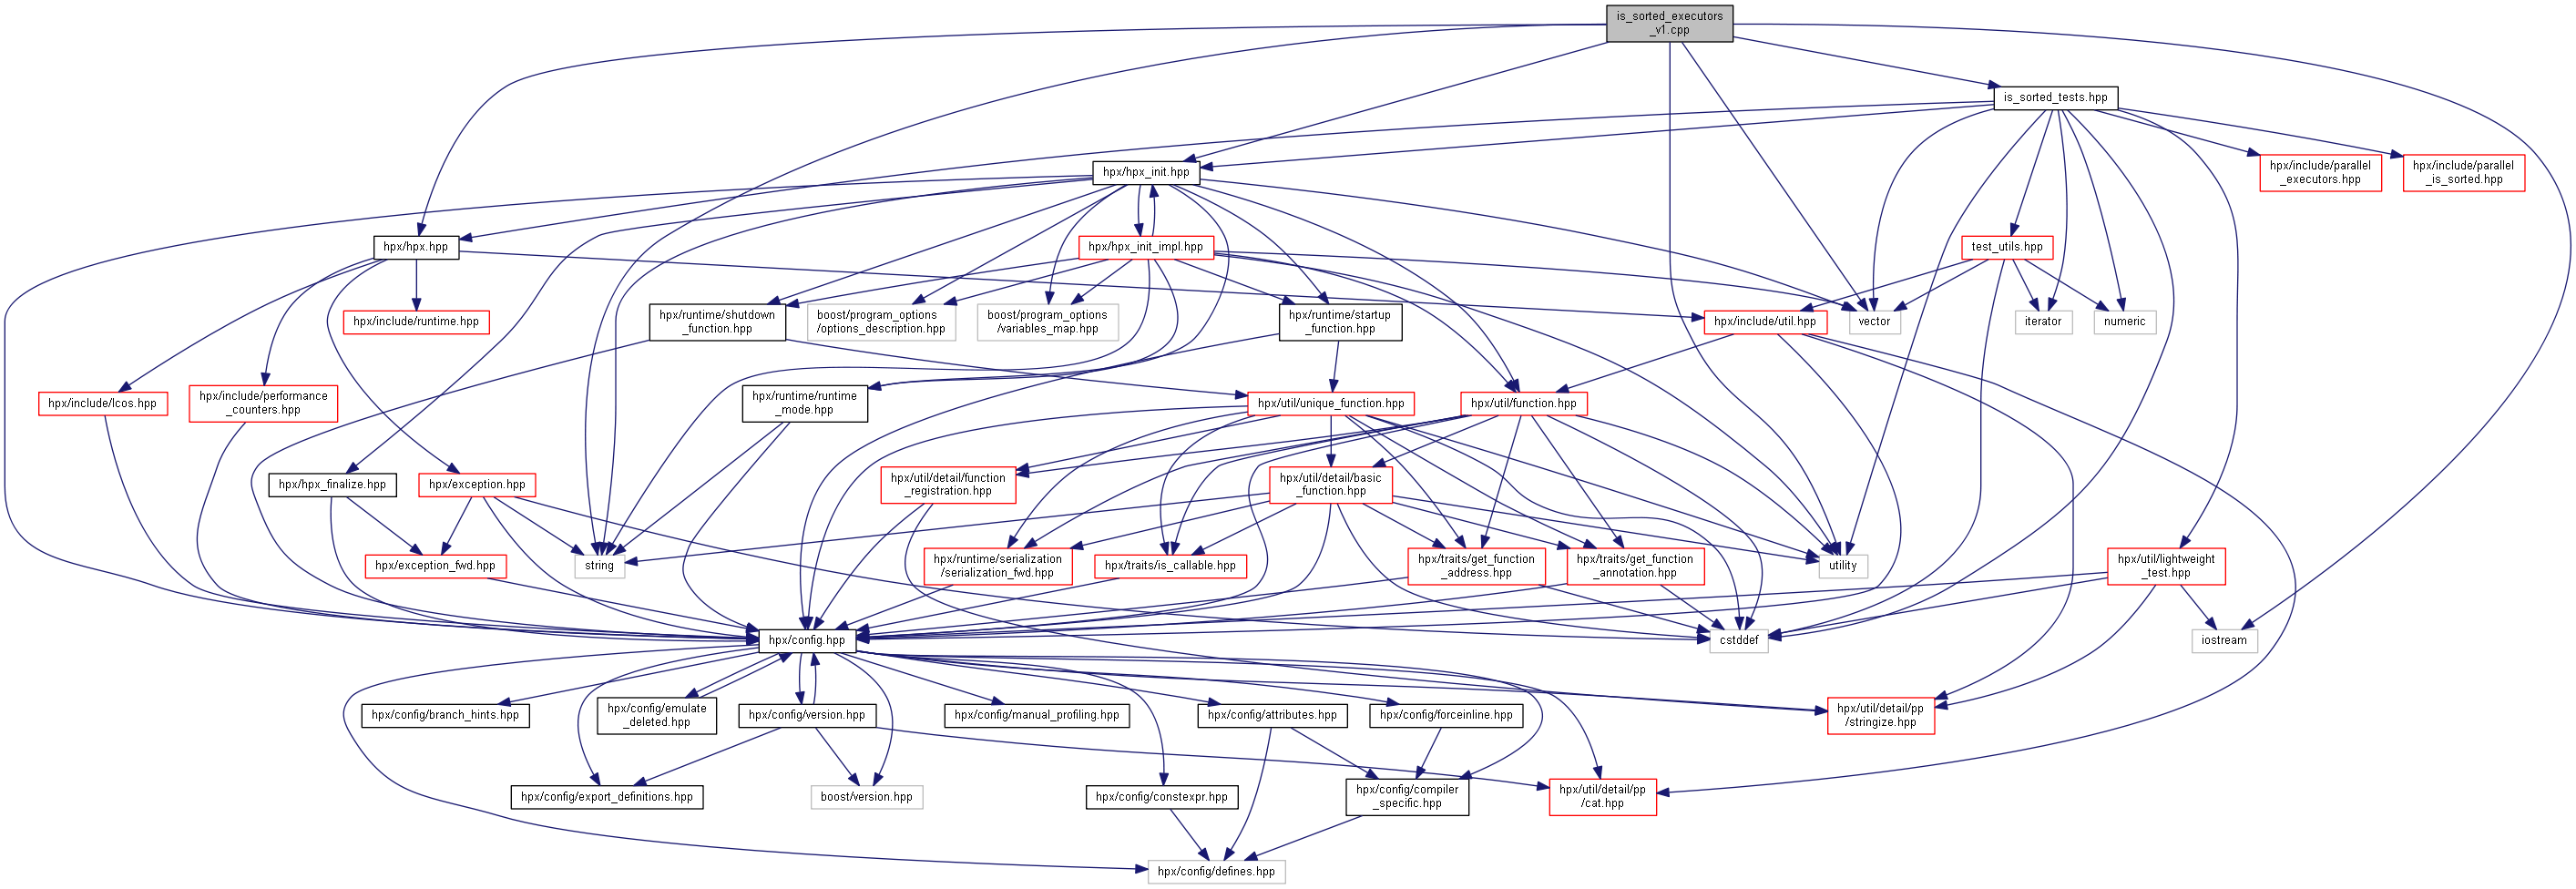 is_sorted_executors
_v1.cpp
is_sorted_tests.hpp
hpx/hpx_init.hpp
hpx/include/parallel
_executors.hpp
hpx/include/parallel
_is_sorted.hpp
hpx/hpx.hpp
hpx/hpx_init_impl.hpp
test_utils.hpp
hpx/include/runtime.hpp
hpx/runtime/shutdown
_function.hpp
boost/program_options
/options_description.hpp
boost/program_options
/variables_map.hpp
hpx/runtime/startup
_function.hpp
hpx/include/util.hpp
vector
iterator
numeric
hpx/include/lcos.hpp
hpx/include/performance
_counters.hpp
hpx/runtime/runtime
_mode.hpp
hpx/util/unique_function.hpp
hpx/util/function.hpp
hpx/hpx_finalize.hpp
hpx/exception.hpp
hpx/util/detail/function
_registration.hpp
hpx/util/detail/basic
_function.hpp
hpx/exception_fwd.hpp
string
hpx/runtime/serialization
/serialization_fwd.hpp
hpx/traits/is_callable.hpp
hpx/traits/get_function
_address.hpp
hpx/traits/get_function
_annotation.hpp
utility
hpx/util/lightweight
_test.hpp
hpx/config.hpp
cstddef
iostream
hpx/config/branch_hints.hpp
hpx/config/emulate
_deleted.hpp
hpx/config/version.hpp
hpx/config/manual_profiling.hpp
hpx/config/attributes.hpp
hpx/config/forceinline.hpp
hpx/util/detail/pp
/stringize.hpp
hpx/config/export_definitions.hpp
boost/version.hpp
hpx/config/constexpr.hpp
hpx/config/compiler
_specific.hpp
hpx/util/detail/pp
/cat.hpp
hpx/config/defines.hpp